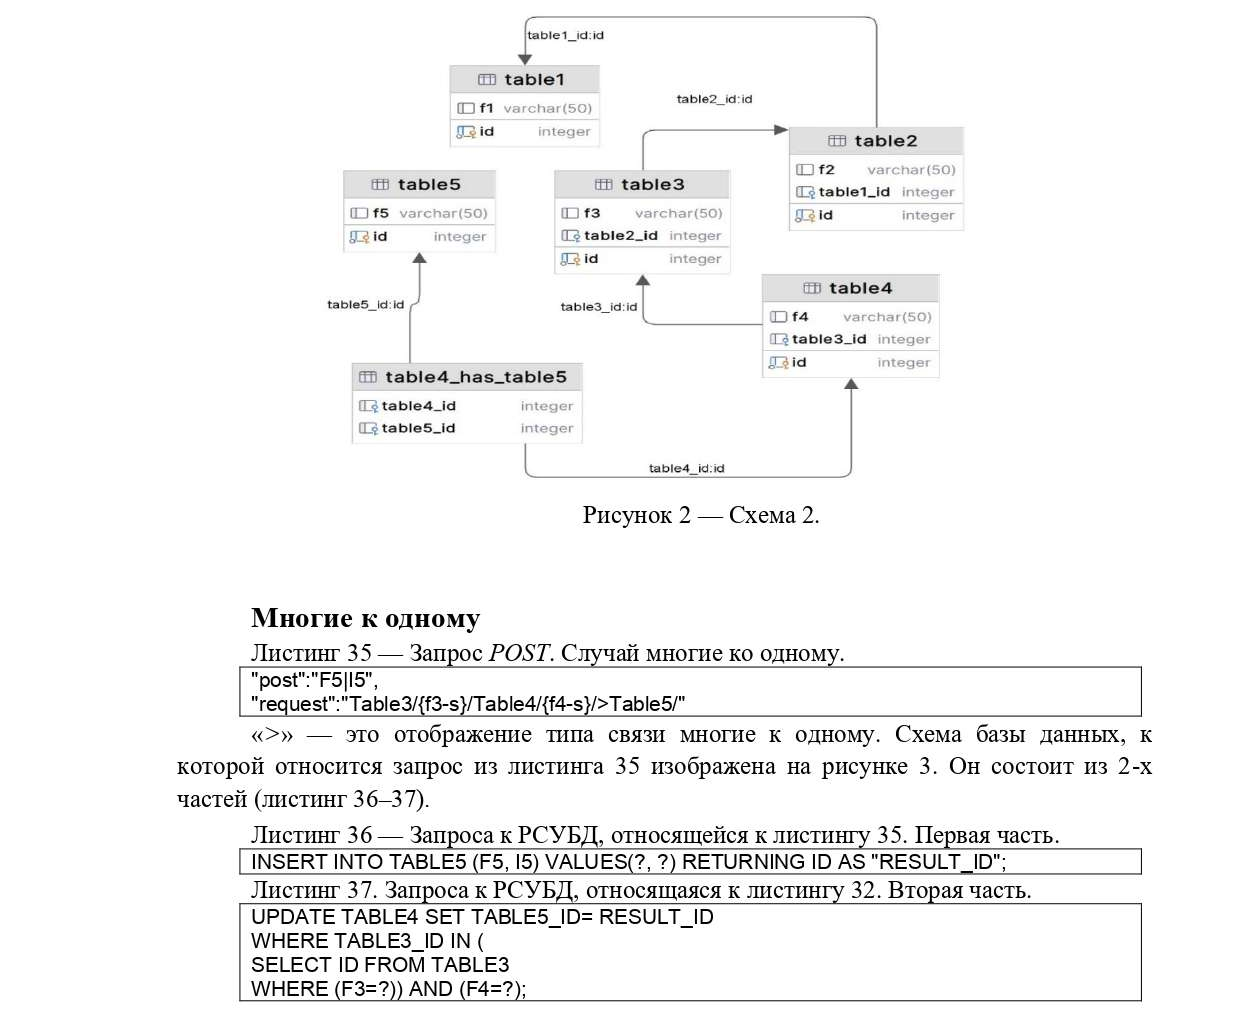 table1_id:id
table1
f1 varchar(50)
id integer
table2_id:id
table2
f2 varchar(50)
table1_id integer
id integer
table5
f5 varchar(50)
id integer
table3
f3 varchar(50)
table2_id integer
id integer
table5_id:id
table3_id:id
table4
f4 varchar(50)
table3_id integer
id integer
table4_has_table5
table4_id integer
table5_id integer
table4_id:id
Рисунок 2 — Схема 2.
Многие к одному
Листинг 35 — Запрос POST. Случай многие ко одному.
"post":"F5|I5",
"request":"Table3/{f3-s}/Table4/{f4-s}/>Table5/"
«>» — это отображение типа связи многие к одному. Схема базы данных, к
которой относится запрос из листинга 35 изображена на рисунке 3. Он состоит из 2-х
частей (листинг 36–37).
Листинг 36 — Запроса к РСУБД, относящейся к листингу 35. Первая часть.
INSERT INTO TABLE5 (F5, I5) VALUES(?, ?) RETURNING ID AS "RESULT_ID";
Листинг 37. Запроса к РСУБД, относящаяся к листингу 32. Вторая часть.
UPDATE TABLE4 SET TABLE5_ID= RESULT_ID
WHERE TABLE3_ID IN (
SELECT ID FROM TABLE3
WHERE (F3=?)) AND (F4=?);